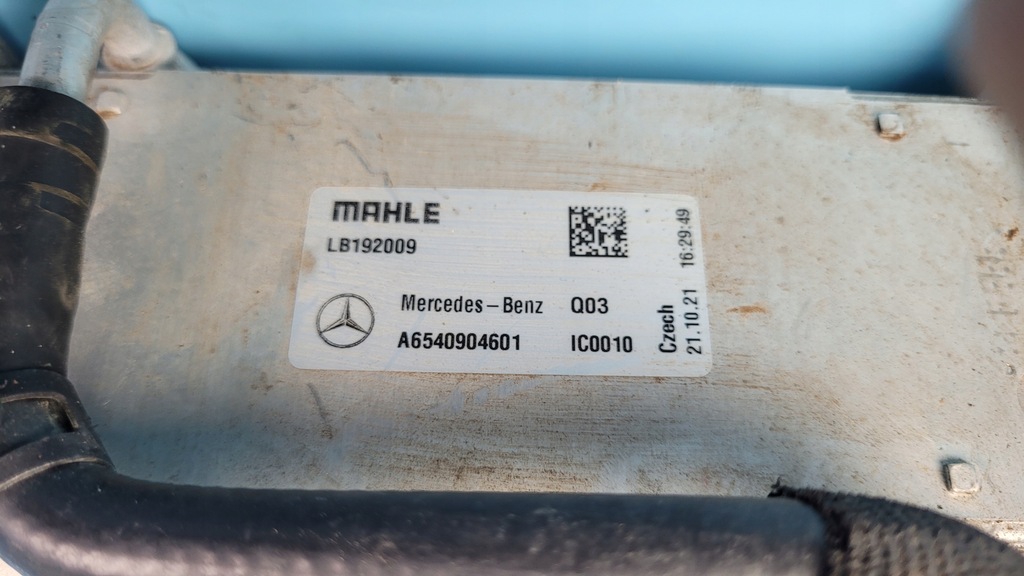 MAHLE
LB192009
Mercedes-Benz Q03
A6540904601 IC0010
Czech
21.10.21 16:29:49